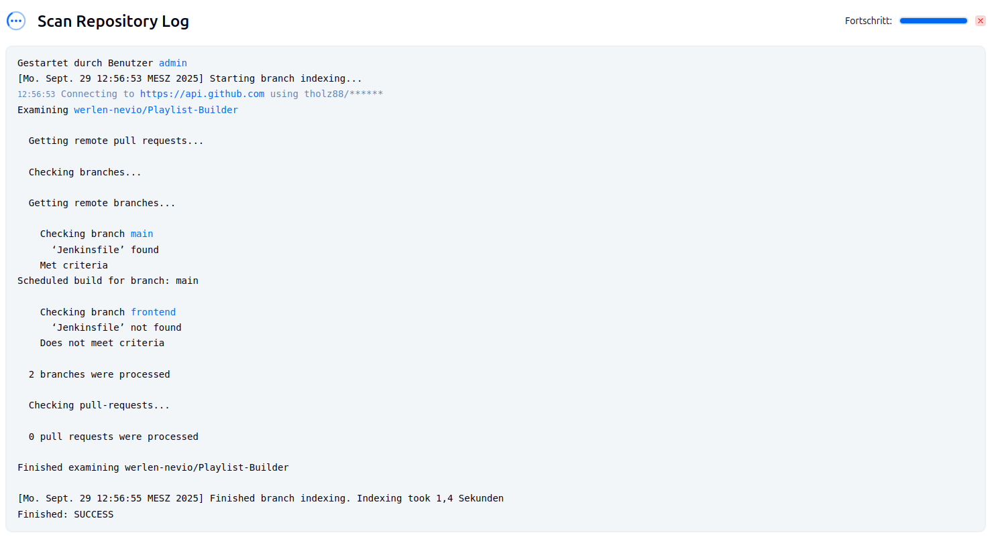 Scan Repository Log
Fortschritt:
Gestartet durch Benutzer admin
[Mo. Sept. 29 12:56:53 MESZ 2025] Starting branch indexing...
12:56:53 Connecting to https://api.github.com using tholz88/******
Examining werlen-nevio/Playlist-Builder
Getting remote pull requests...
Checking branches...
Getting remote branches...
Checking branch main
‘Jenkinsfile’ found
Met criteria
Scheduled build for branch: main
Checking branch frontend
‘Jenkinsfile’ not found
Does not meet criteria
2 branches were processed
Checking pull-requests...
0 pull requests were processed
Finished examining werlen-nevio/Playlist-Builder
[Mo. Sept. 29 12:56:55 MESZ 2025] Finished branch indexing. Indexing took 1,4 Sekunden
Finished: SUCCESS